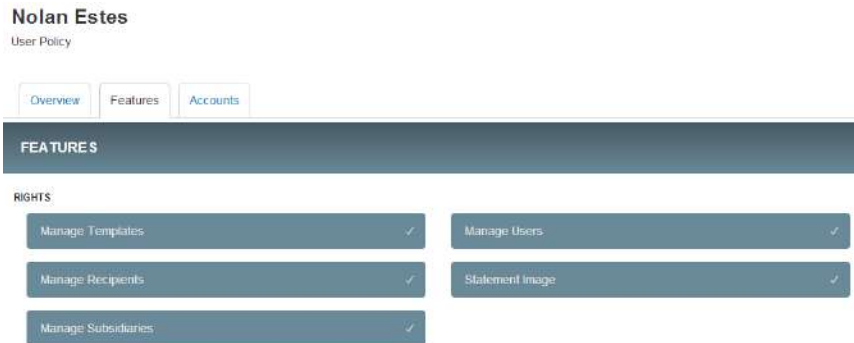 Nolan Estes
User Policy
Overview Features Accounts
FEATURES
RIGHTS
Manage Templates ✓ Manage Users ✓
Manage Recipients ✓ Statement Image ✓
Manage Subsidiaries ✓